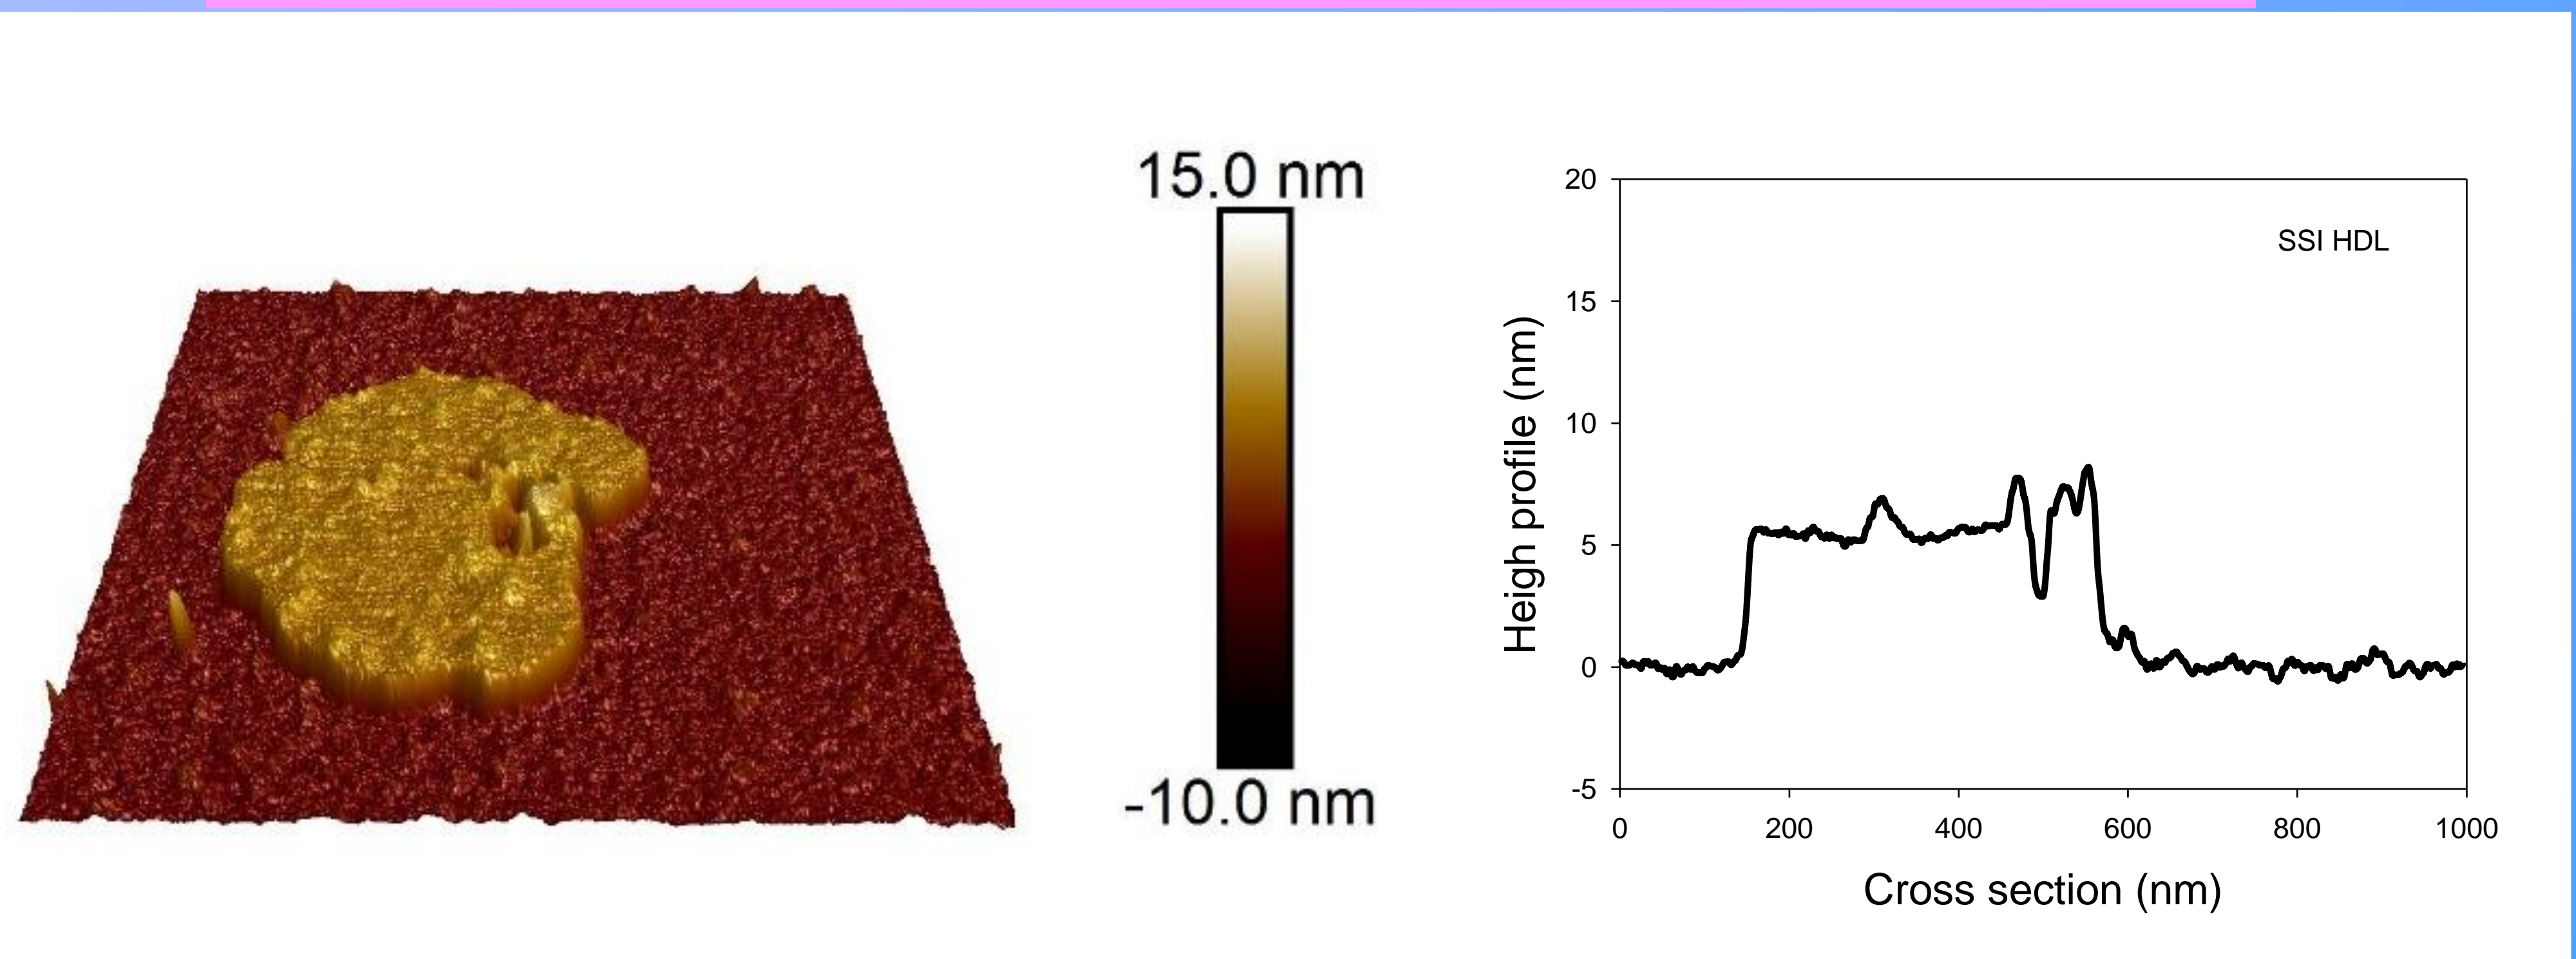 15.0 nm
-10.0 nm
Heigh profile (nm)
20
15
10
5
0
-5
SSI HDL
0 200 400 600 800 1000
Cross section (nm)